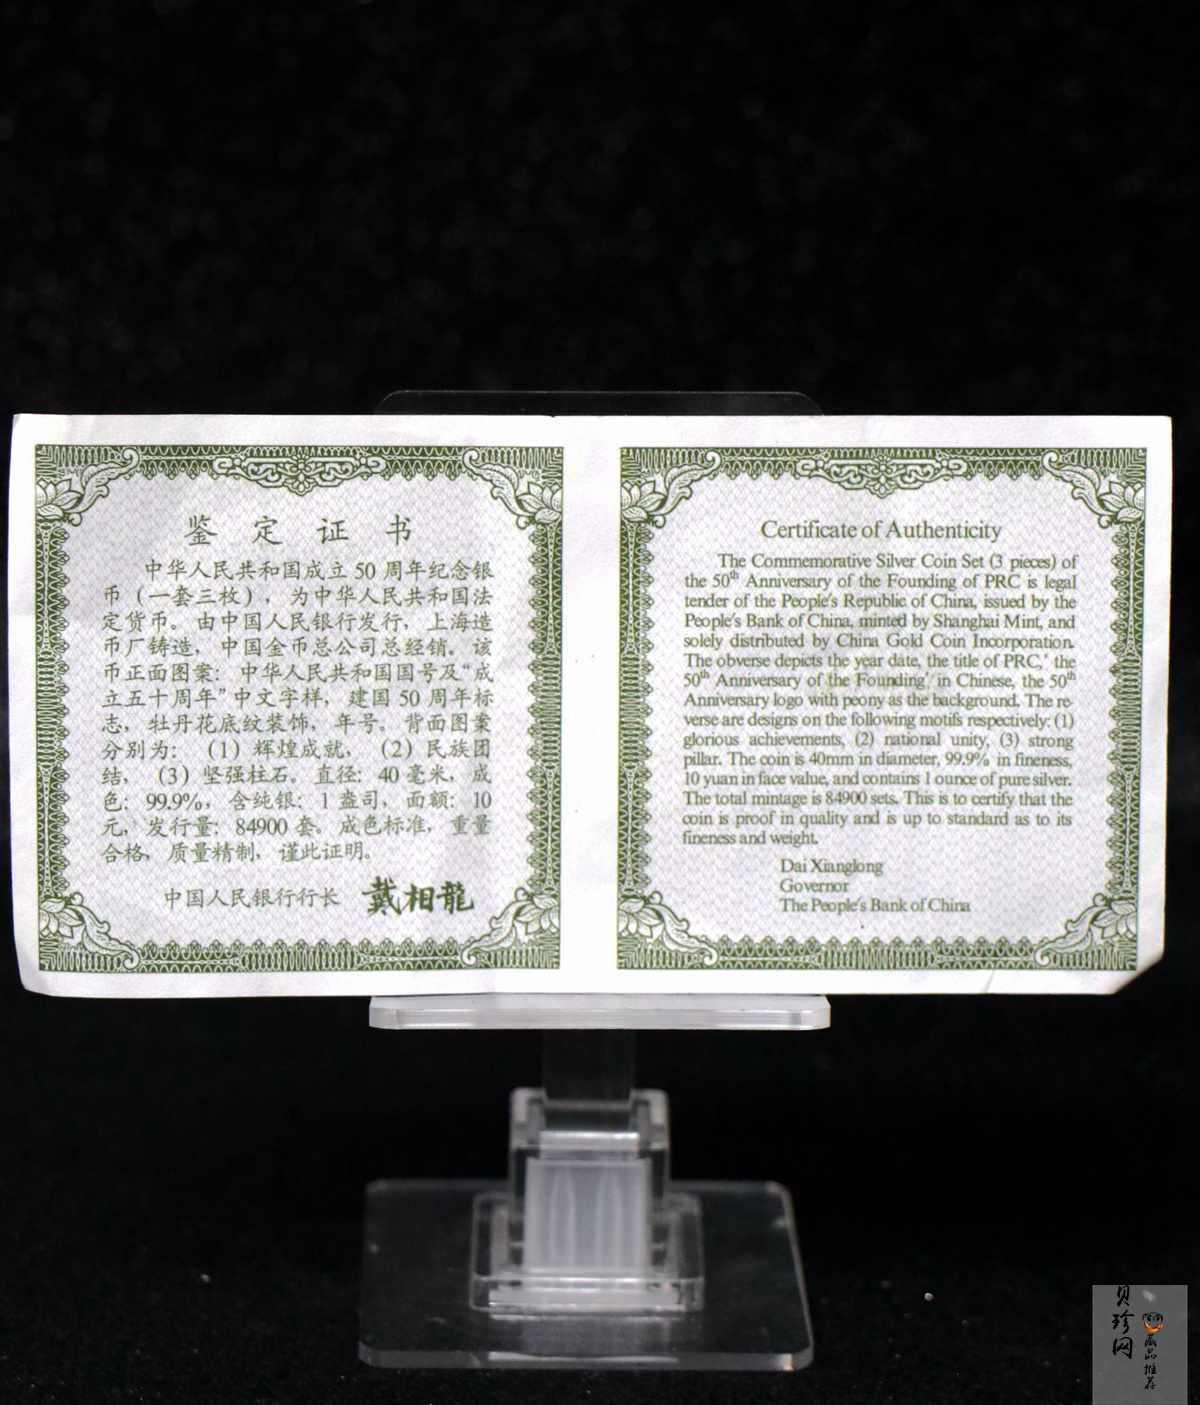 鉴定证书
中华人民共和国成立50周年纪念银
币（一套三枚），为中华人民共和国法
定货币。由中国人民银行发行，上海造
币厂铸造，中国金币总公司总经销。该
币正面图案：中华人民共和国国号及“成
立五十周年”中文字样，建国50周年标
志，牡丹花底纹装饰，年号。背面图案
分别为：（1）辉煌成就，（2）民族团
结，（3）坚强柱石。直径：40毫米，成
色：99.9%，含纯银：1盎司，面额：10
元，发行量：84900套。成色标准，重量
合格，质量精制，谨此证明。
中国人民银行行长 戴相龍
Certificate of Authenticity
The Commemorative Silver Coin Set (3 pieces) of
the 50th Anniversary of the Founding of PRC is legal
tender of the People's Republic of China, issued by the
People's Bank of China, minted by Shanghai Mint, and
solely distributed by China Gold Coin Incorporation.
The obverse depicts the year date, the title of PRC,' the
50th Anniversary of the Founding' in Chinese, the 50th
Anniversary logo with peony as the background. The re-
verse are designs on the following motifs respectively: (1)
glorious achievements, (2) national unity, (3) strong
pillar. The coin is 40mm in diameter, 99.9% in fineness,
10 yuan in face value, and contains 1 ounce of pure silver.
The total mintage is 84900 sets. This is to certify that the
coin is proof in quality and is up to standard as to its
fineness and weight.
Dai Xianglong
Governor
The People's Bank of China
贝珍网
藏品推荐